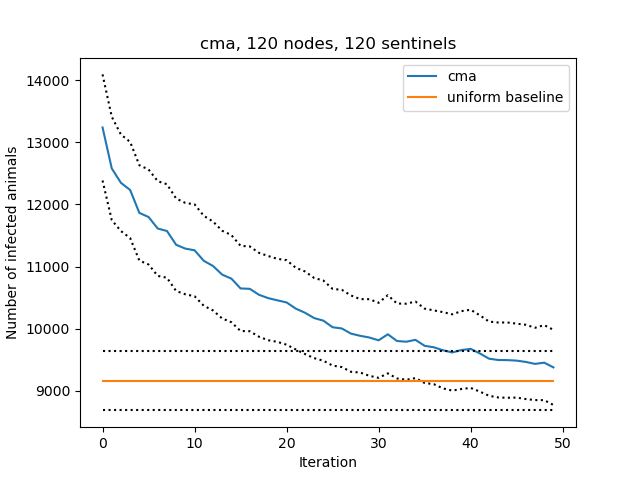 cma, 120 nodes, 120 sentinels
cma
uniform baseline
Number of infected animals
14000
13000
12000
11000
10000
9000
0 10 20 30 40 50
Iteration